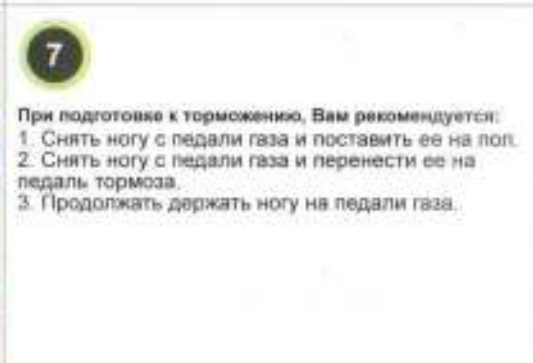 7
При подготовке к торможению, Вам рекомендуется:
1. Снять ногу с педали газа и поставить ее на пол.
2. Снять ногу с педали газа и перенести ее на
педаль тормоза.
3. Продолжать держать ногу на педали газа.